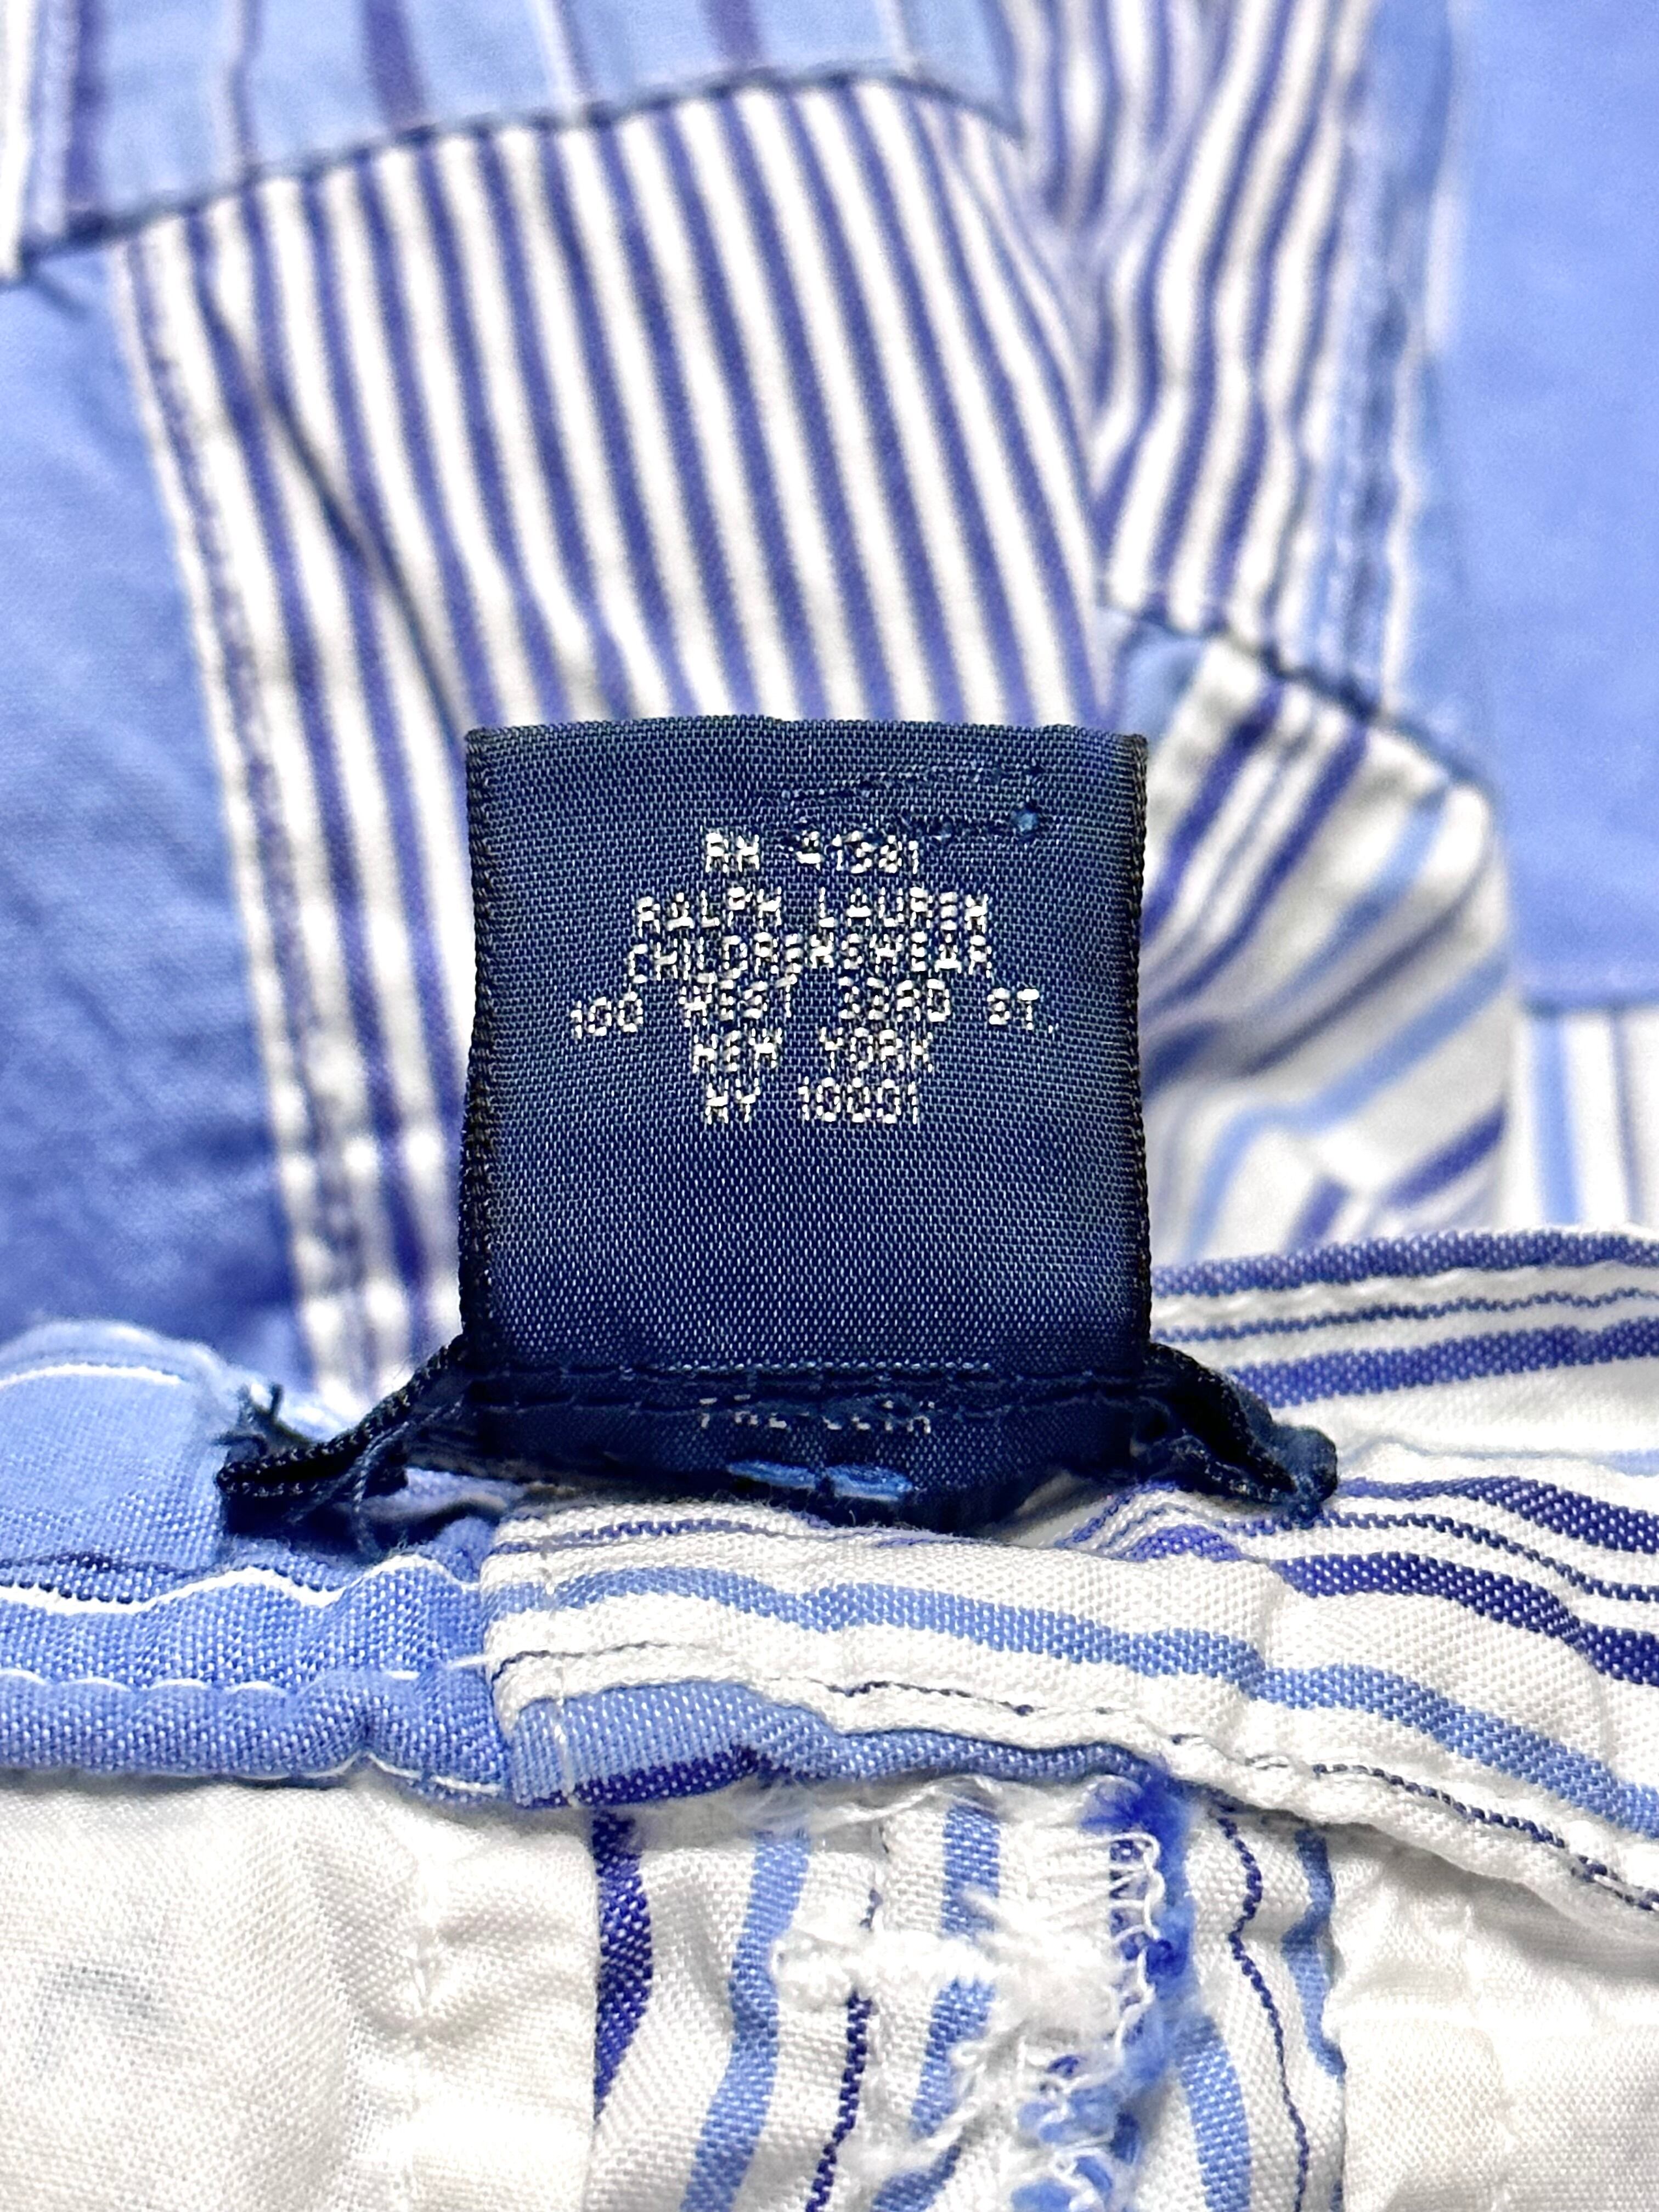 RN 41381
RALPH LAUREN
CHILDRENSWEAR
100 WEST 33RD ST.
NEW YORK
NY 10001